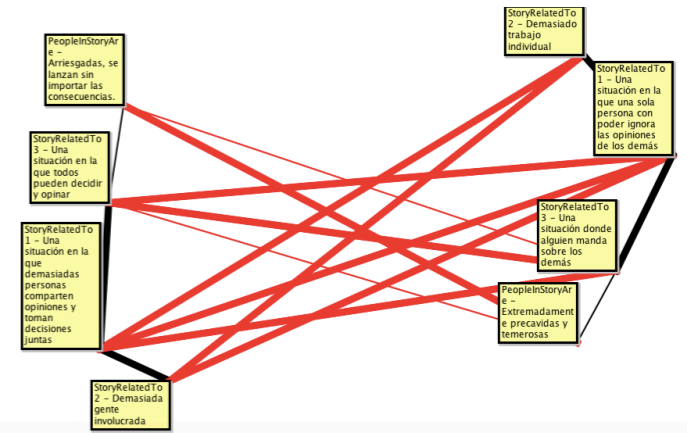 PeopleInStoryAr
e –
Arriesgadas, se
lanzan sin
importar las
consecuencias.
StoryRelatedTo
3 – Una
situación en la
que todos
pueden decidir
y opinar
StoryRelatedTo
1 – Una
situación en la
que
demasiadas
personas
comparten
opiniones y
toman
decisiones
juntas
StoryRelatedTo
2 – Demasiada
gente
involucrada
StoryRelatedTo
2 – Demasiado
trabajo
individual
StoryRelatedTo
1 – Una
situación en la
que una sola
persona con
poder ignora
las opiniones
de los demás
StoryRelatedTo
3 – Una
situación donde
alguien manda
sobre los
demás
PeopleInStoryAr
e –
Extremadament
e precavidas y
temerosas